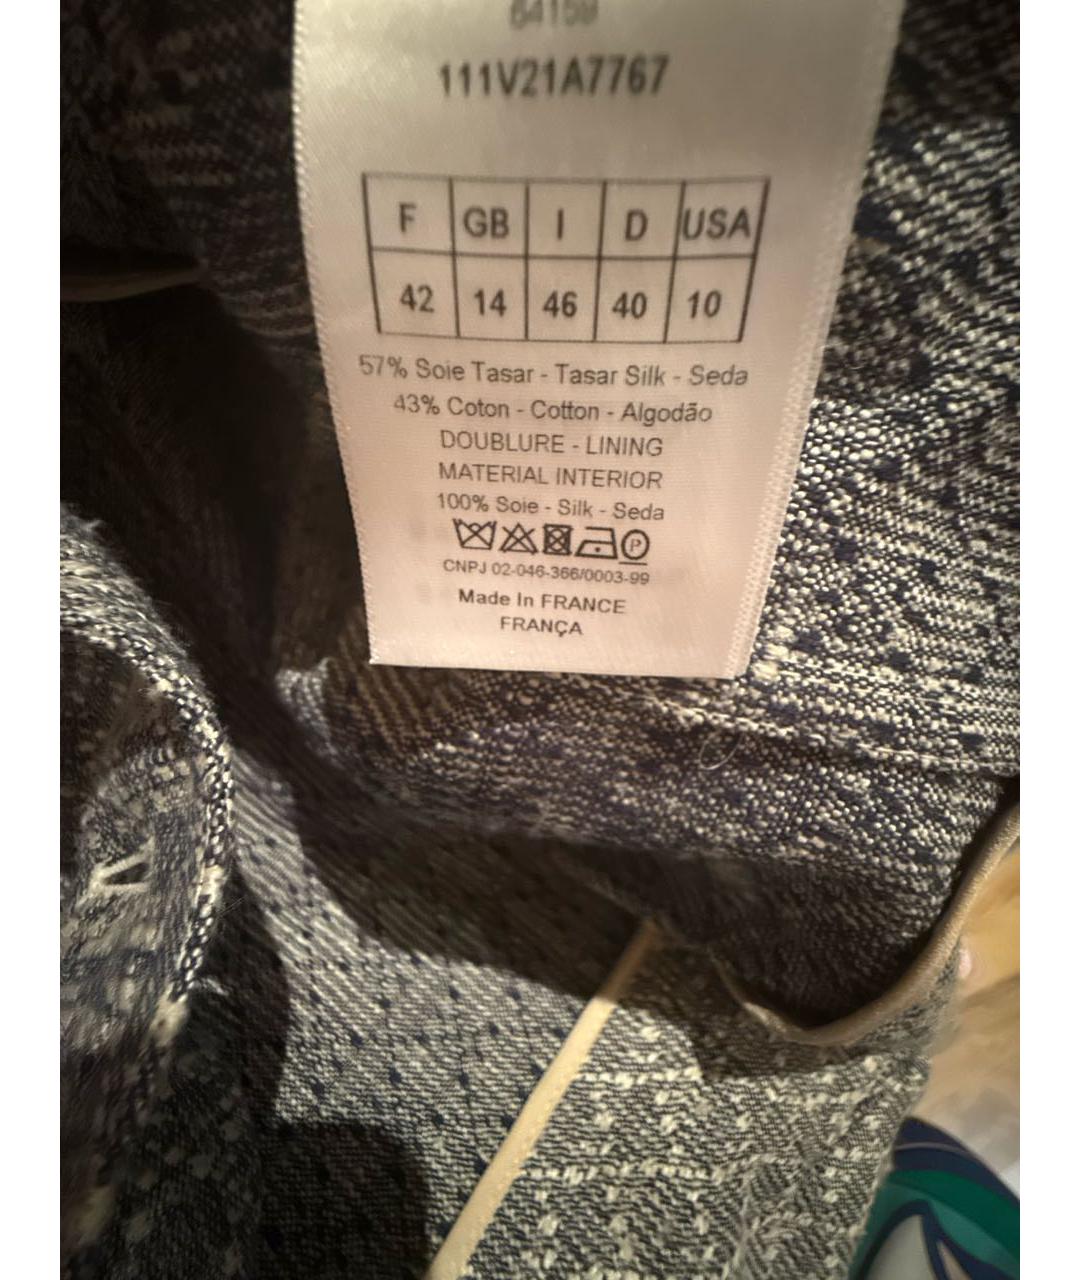 64159
111V21A7767
F GB I D USA
42 14 46 40 10
57% Soie Tasar - Tasar Silk - Seda
43% Coton - Cotton - Algodão
DOUBLURE - LINING
MATERIAL INTERIOR
100% Soie - Silk - Seda
P
CNPJ 02-046-366/0003-99
Made In FRANCE
FRANÇA